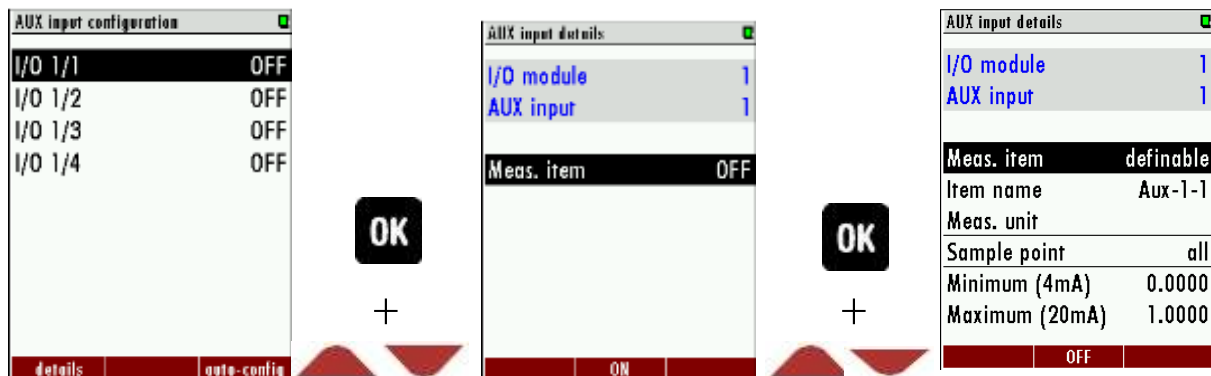 AUX input configuration
I/O 1/1 OFF
I/O 1/2 OFF
I/O 1/3 OFF
I/O 1/4 OFF
details auto-config
OK
+
AUX input details
I/O module 1
AUX input 1
Meas. item OFF
ON
OK
+
AUX input details
I/O module 1
AUX input 1
Meas. item definable
Item name Aux-1-1
Meas. unit
Sample point all
Minimum (4mA) 0.0000
Maximum (20mA) 1.0000
OFF